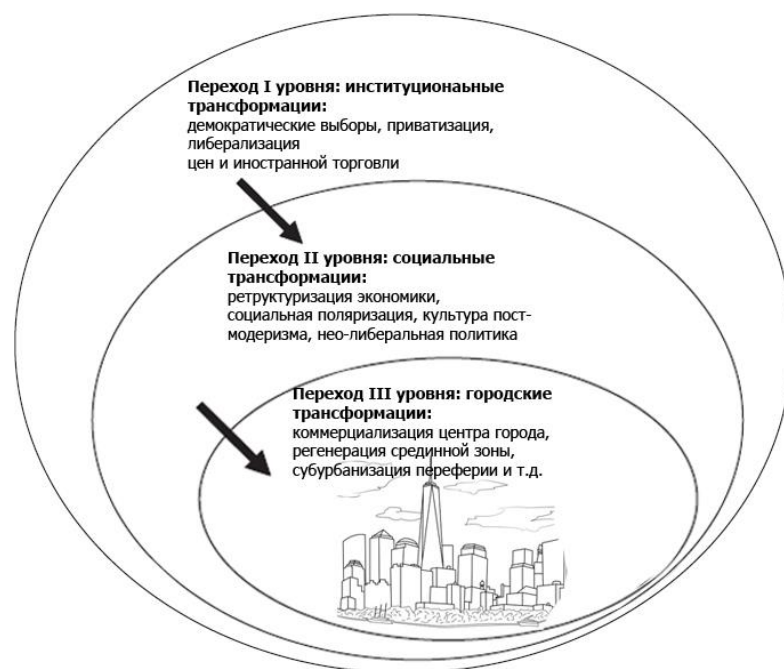 Переход I уровня: институционаьные
трансформации:
демократические выборы, приватизация,
либерализация
цен и иностранной торговли
Переход II уровня: социальные
трансформации:
ретруктуризация экономики,
социальная поляризация, культура пост-
модеризма, нео-либеральная политика
Переход III уровня: городские
трансформации:
коммерциализация центра города,
регенерация срединной зоны,
субурбанизация переферии и т.д.